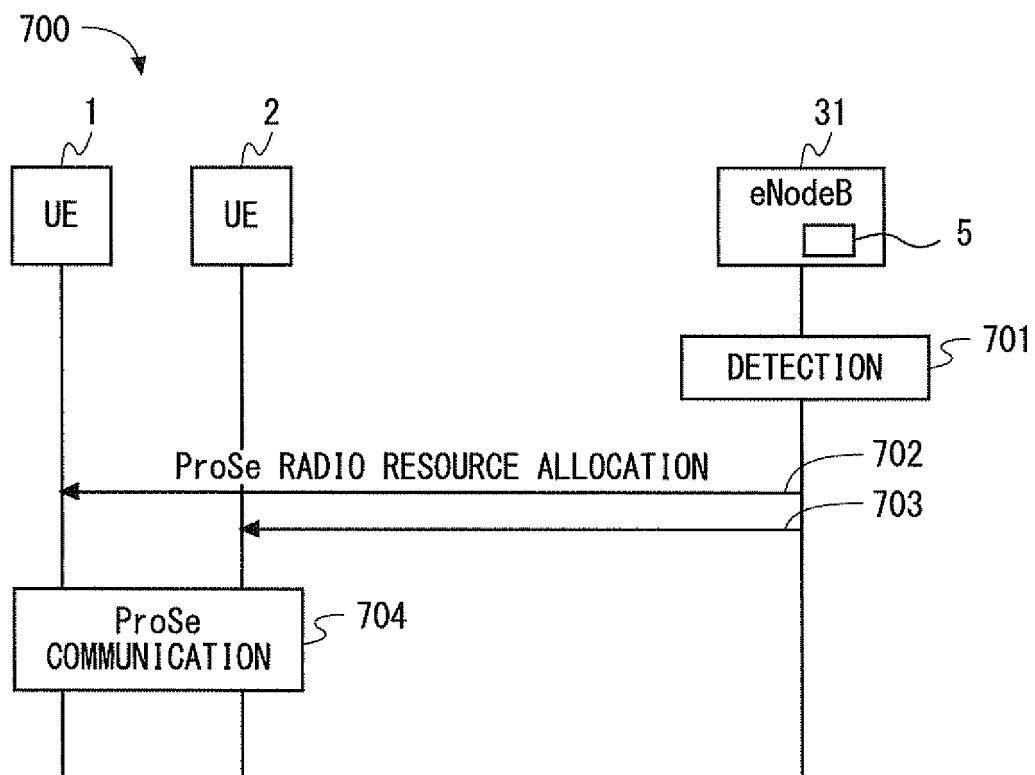 700
1
2
31
UE
UE
eNodeB
5
DETECTION
701
ProSe RADIO RESOURCE ALLOCATION
702
703
ProSe
COMMUNICATION
704